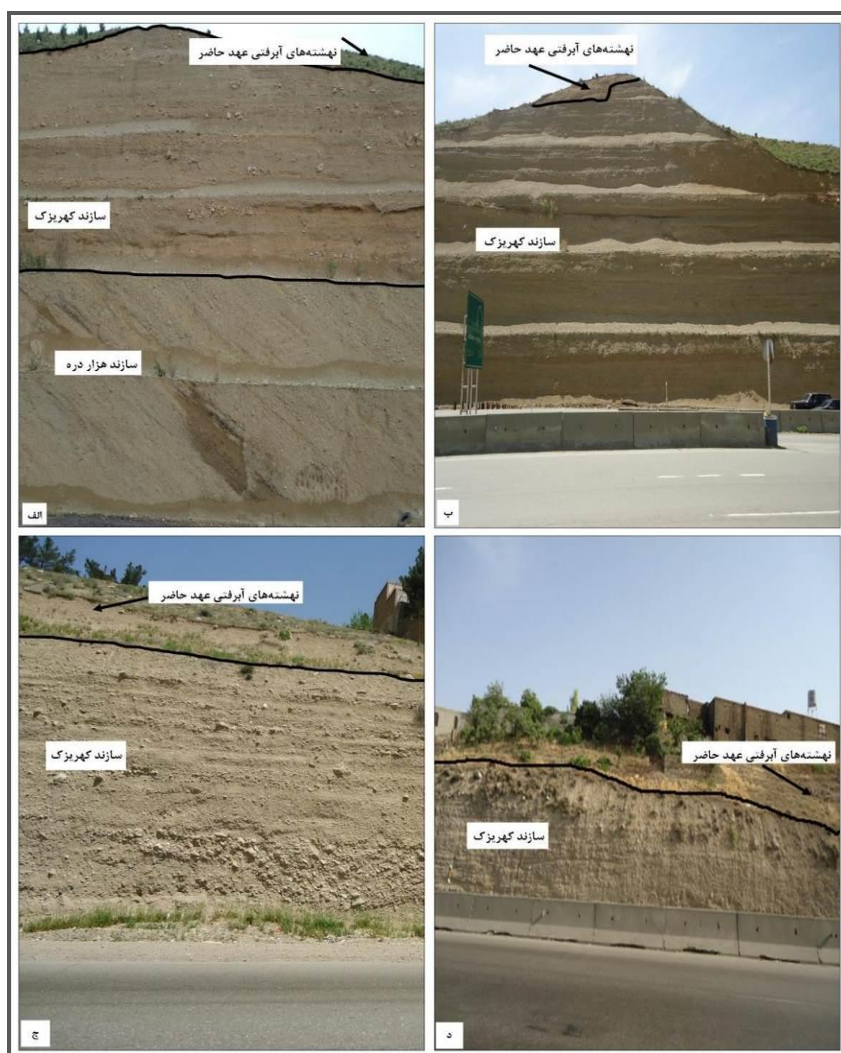 نهشته‌های آبرفتی عهد حاضر
سازند کهریزک
سازند هزار دره
الف
نهشته‌های آبرفتی عهد حاضر
سازند کهریزک
ب
نهشته‌های آبرفتی عهد حاضر
سازند کهریزک
ج
نهشته‌های آبرفتی عهد حاضر
سازند کهریزک
د